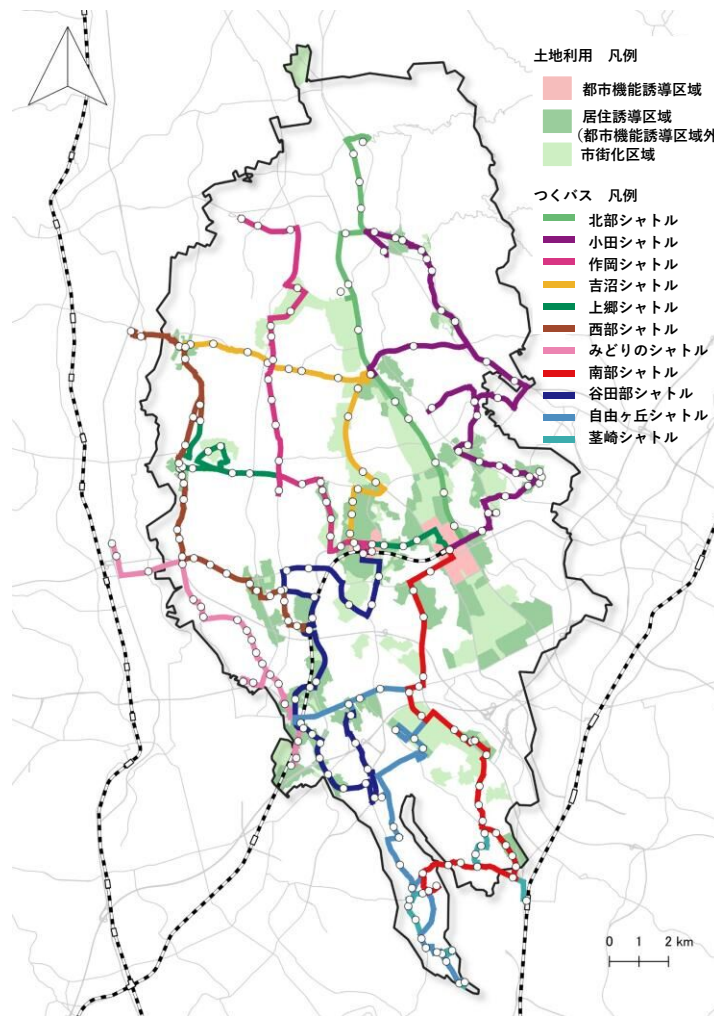 土地利用 凡例
都市機能誘導区域
居住誘導区域
(都市機能誘導区域外
市街化区域
つくバス 凡例
北部シャトル
小田シャトル
作岡シャトル
吉沼シャトル
上郷シャトル
西部シャトル
みどりのシャトル
南部シャトル
谷田部シャトル
自由ヶ丘シャトル
茎崎シャトル
0 1 2 km